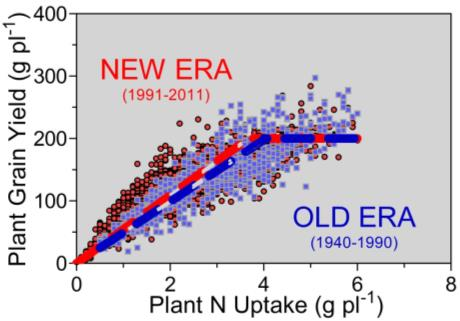 400
300
200
100
0
Plant Grain Yield (g pl⁻¹)
NEW ERA
(1991-2011)
OLD ERA
(1940-1990)
0 2 4 6 8
Plant N Uptake (g pl⁻¹)